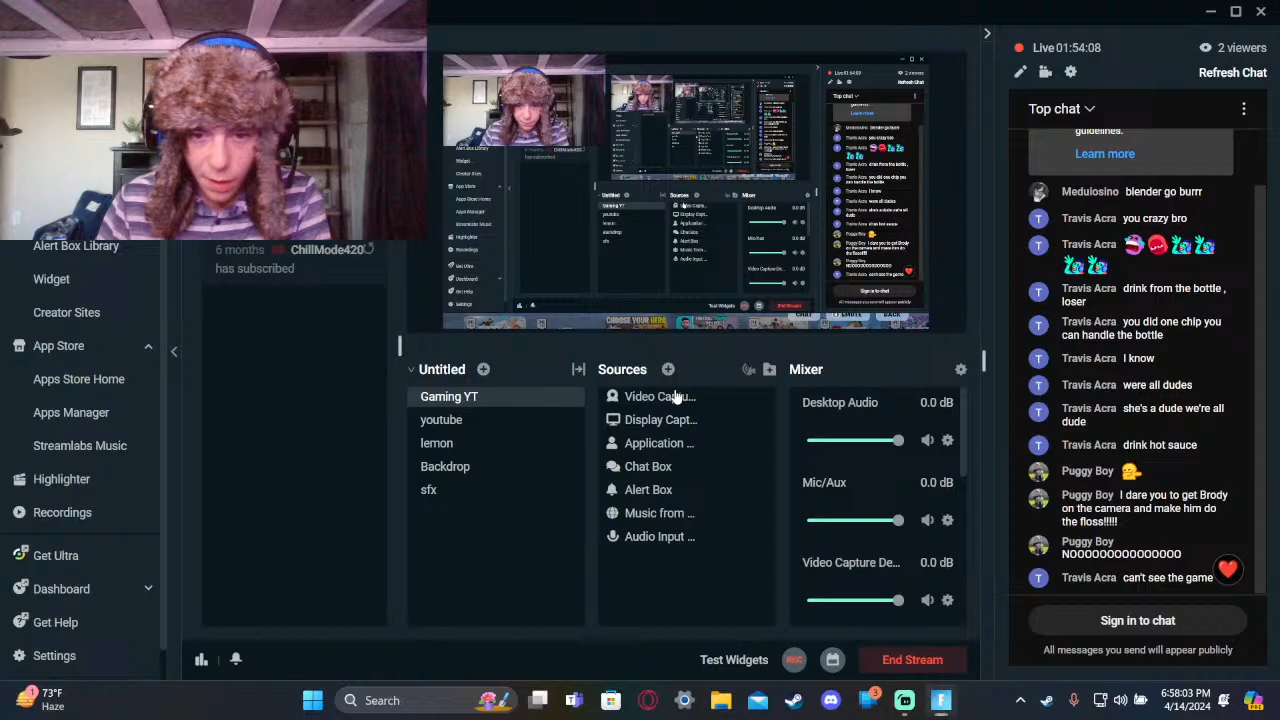 Live 01:54:08
2 viewers
Refresh Chat
Top chat
guidelines.
Learn more
Medulseur blender go burrr
Travis Acra you crazy bro
Travis Acra
Travis Acra drink from the bottle ,
loser
Travis Acra you did one chIp you
can handle the bottle
Travis Acra I know
Travis Acra were all dudes
Travis Acra she's a dude we're all
dude
Travis Acra drink hot sauce
Puggy Boy
Puggy Boy I dare you to get Brody
on the camera and make him do
the floss!!!!!
Puggy Boy
NOOOOOOOOOOOOOOO
Travis Acra can't see the game
Sign in to chat
All messages you send will appear publicly
6 months ChillMode420
has subscribed
Alert Box Library
Widget
Creator Sites
App Store
Apps Store Home
Apps Manager
Streamlabs Music
Highlighter
Recordings
Get Ultra
Dashboard
Get Help
Settings
Untitled
Gaming YT
youtube
lemon
Backdrop
sfx
Sources
Video Captu...
Display Capt...
Application ...
Chat Box
Alert Box
Music from ...
Audio Input ...
Mixer
Desktop Audio 0.0 dB
Mic/Aux 0.0 dB
Video Capture De... 0.0 dB
Test Widgets
REC
End Stream
1
73°F
Haze
Search
3
6:58:03 PM
4/14/2024